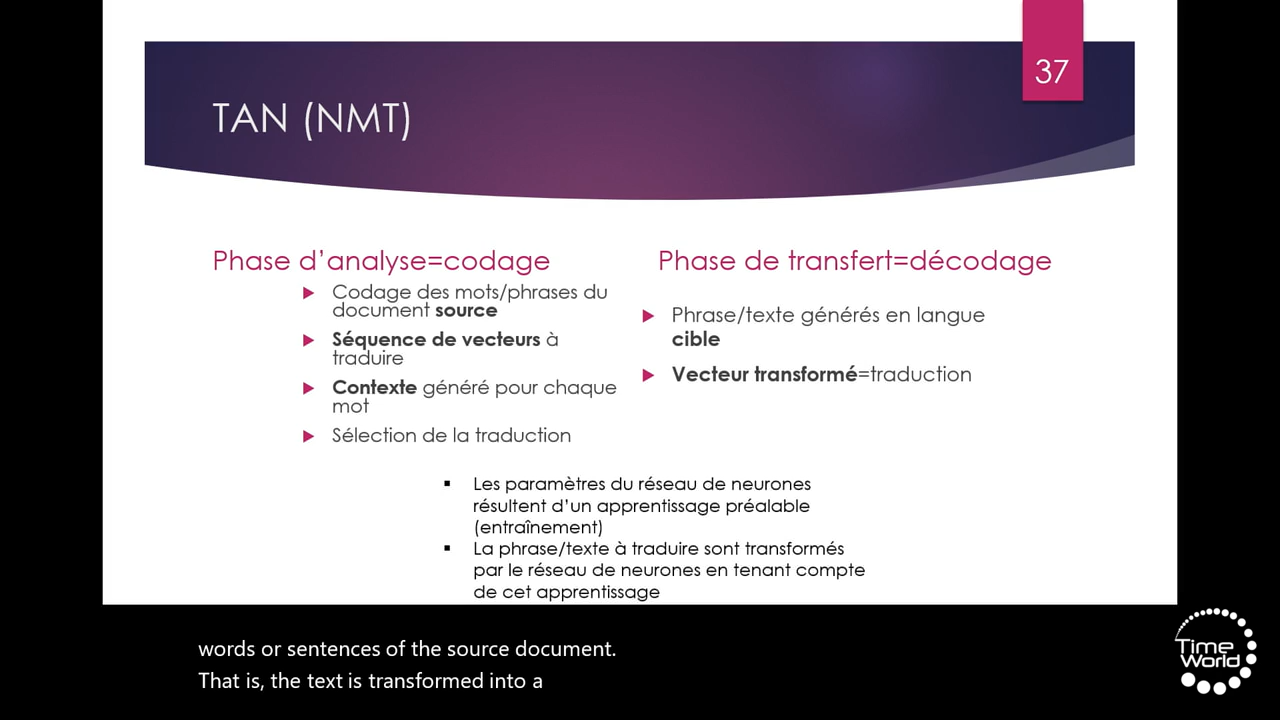 37
TAN (NMT)
Phase d’analyse=codage
Codage des mots/phrases du
document source
Séquence de vecteurs à
traduire
Contexte généré pour chaque
mot
Sélection de la traduction
Phase de transfert=décodage
Phrase/texte générés en langue
cible
Vecteur transformé=traduction
Les paramètres du réseau de neurones
résultent d’un apprentissage préalable
(entraînement)
La phrase/texte à traduire sont transformés
par le réseau de neurones en tenant compte
de cet apprentissage
words or sentences of the source document.
That is, the text is transformed into a
Time
World